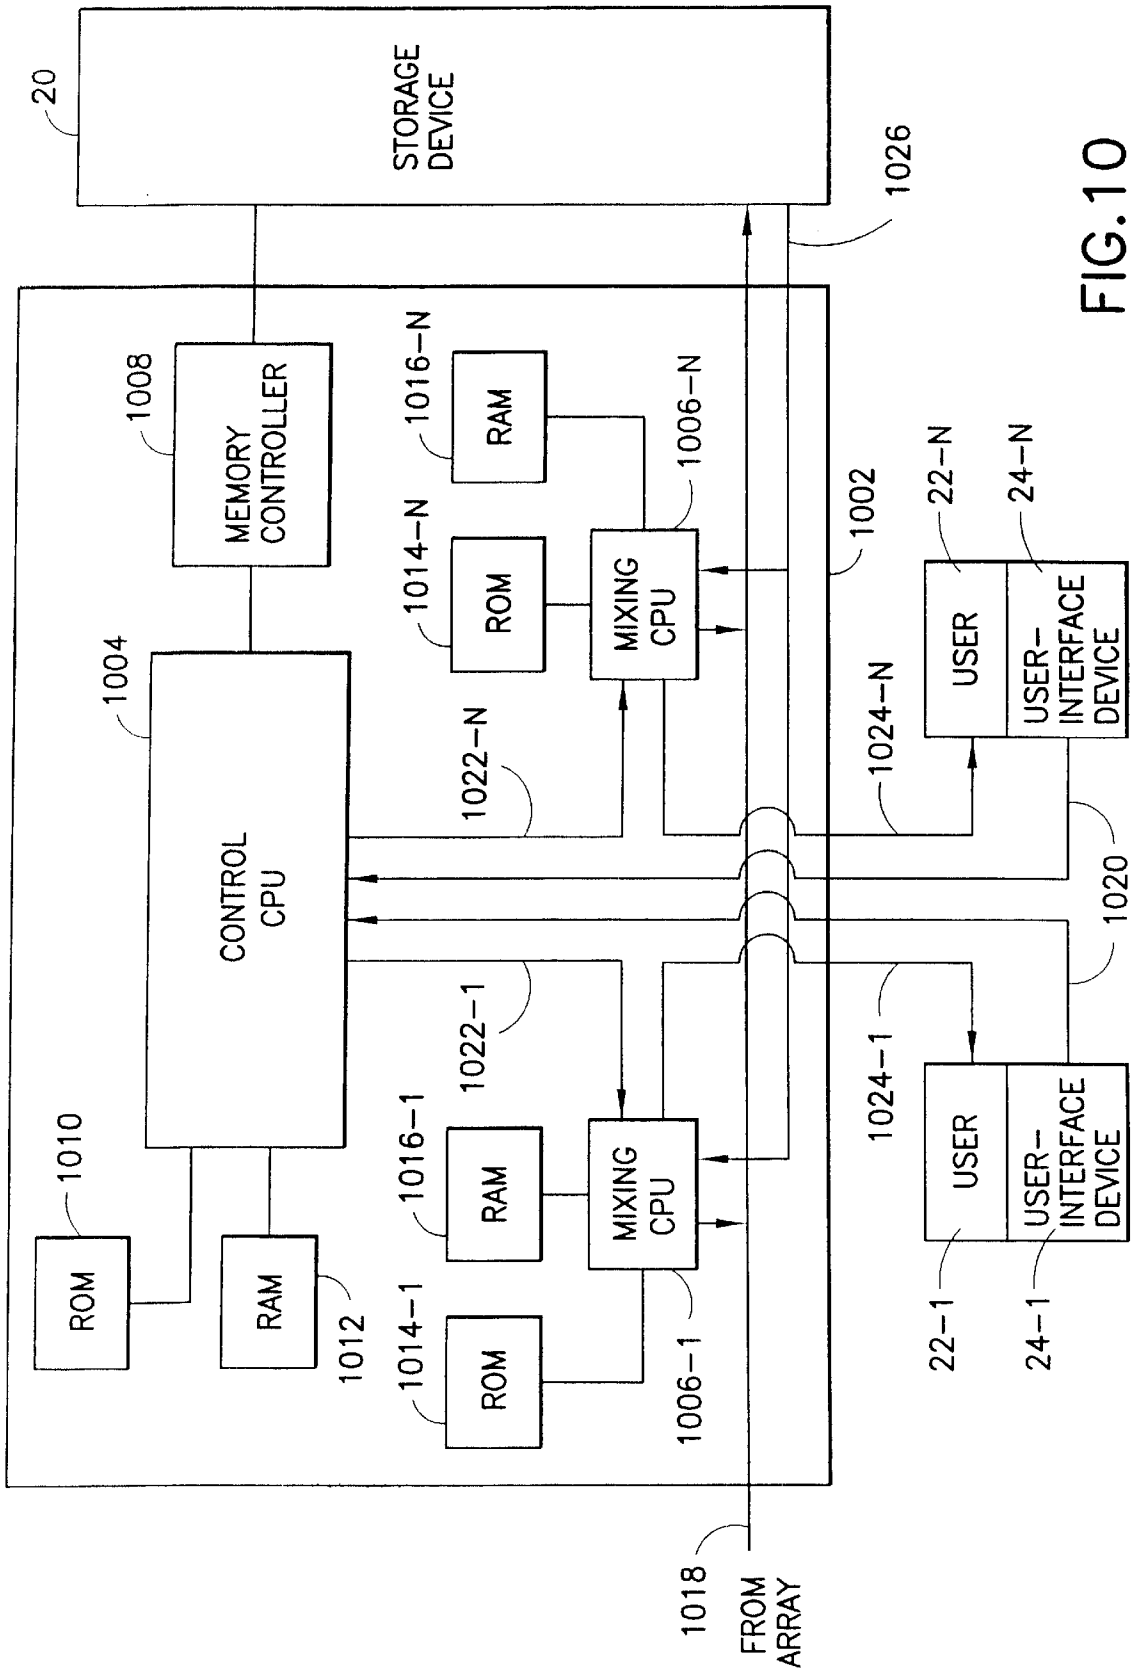 20
STORAGE
DEVICE
1026
1008
MEMORY
CONTROLLER
1004
CONTROL
CPU
1010
ROM
RAM
1012
1016-N
RAM
1014-N
ROM
MIXING
CPU
1006-N
1022-N
1022-1
1016-1
RAM
1014-1
ROM
MIXING
CPU
1006-1
1002
1018
FROM
ARRAY
1024-N
1024-1
1020
22-N
USER
24-N
USER-
INTERFACE
DEVICE
22-1
USER
24-1
USER-
INTERFACE
DEVICE
FIG. 10